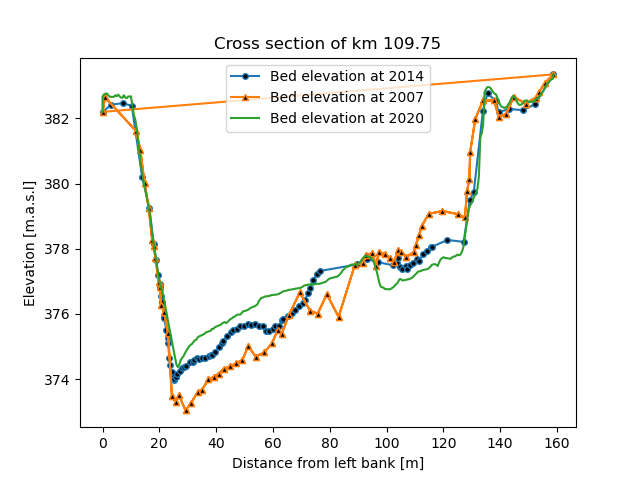 Cross section of km 109.75
Bed elevation at 2014
Bed elevation at 2007
Bed elevation at 2020
382
380
378
376
374
Elevation [m.a.s.l]
0 20 40 60 80 100 120 140 160
Distance from left bank [m]